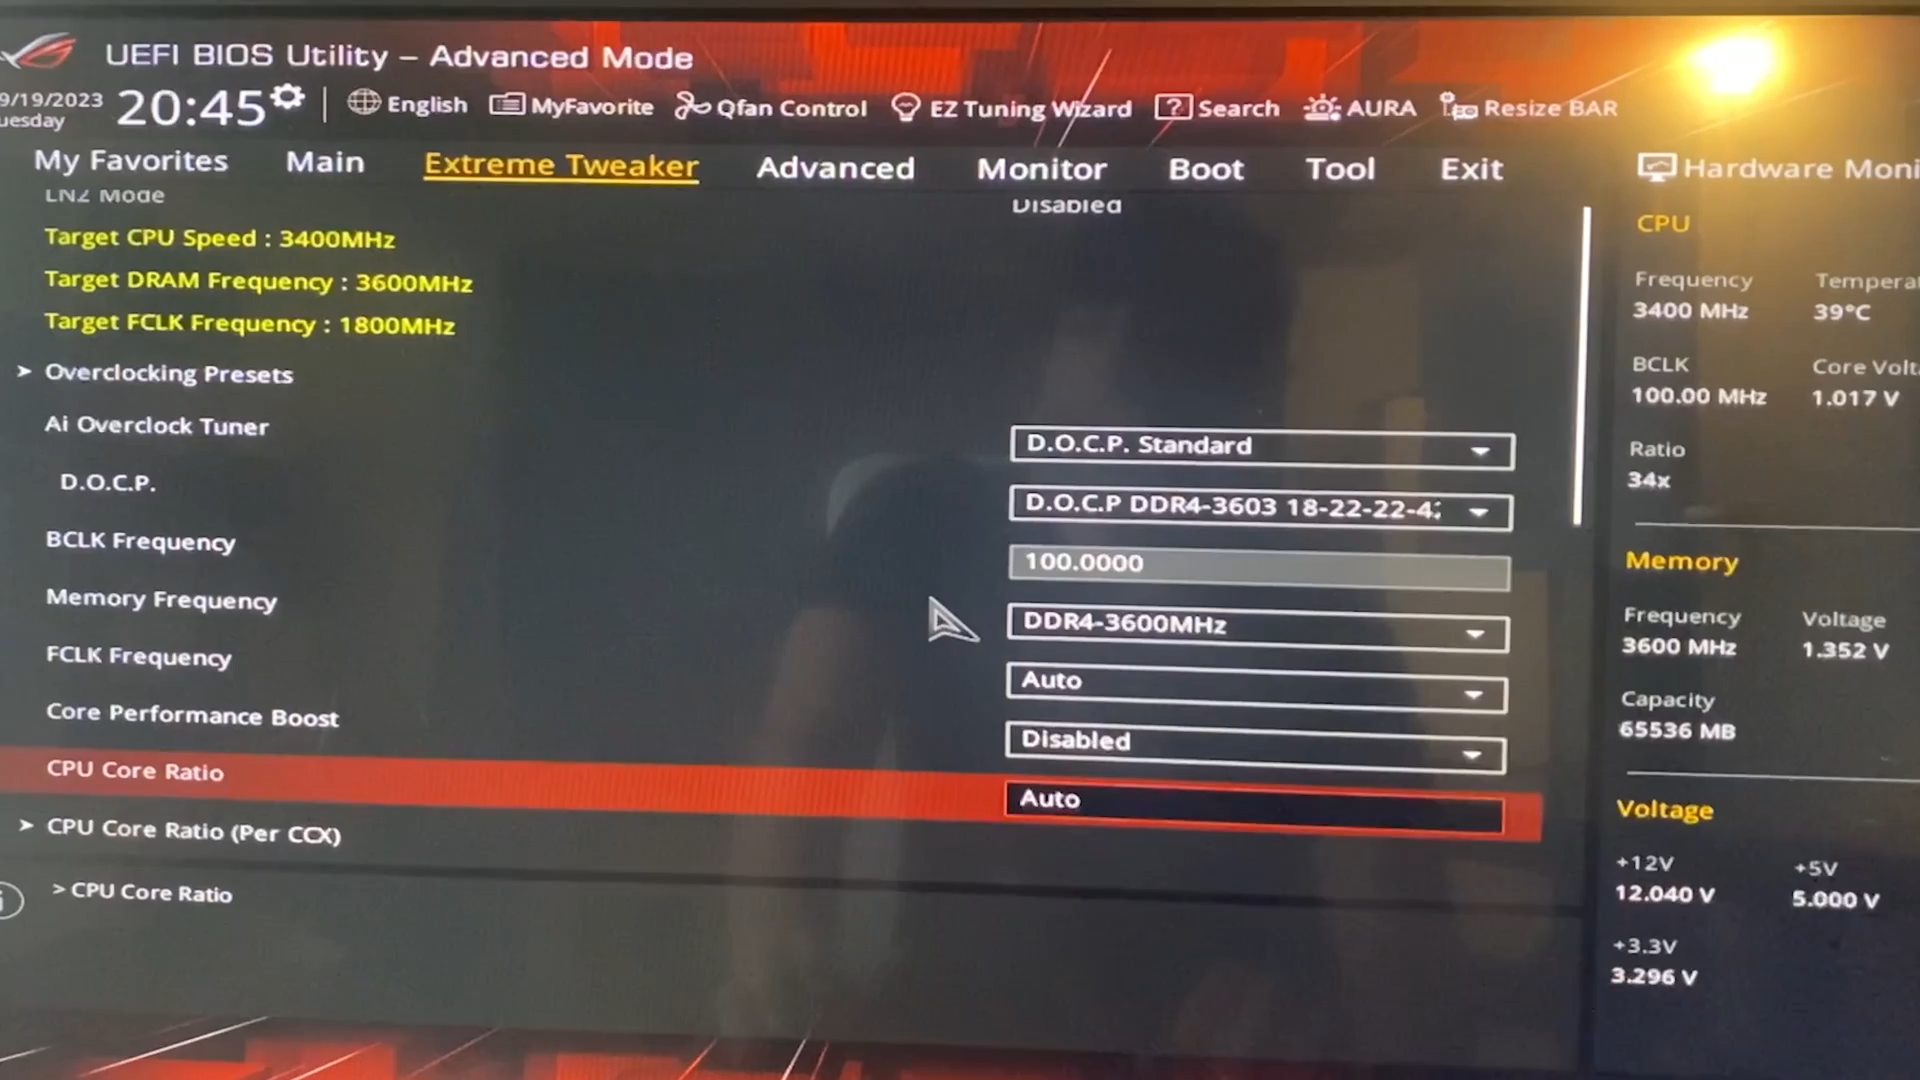 UEFI BIOS Utility – Advanced Mode
9/19/2023
uesday
20:45
English
MyFavorite
Qfan Control
EZ Tuning Wizard
? Search
AURA
Resize BAR
My Favorites
Main
Extreme Tweaker
Advanced
Monitor
Boot
Tool
Exit
LN2 Mode
Disabled
Target CPU Speed : 3400MHz
Target DRAM Frequency : 3600MHz
Target FCLK Frequency : 1800MHz
> Overclocking Presets
Ai Overclock Tuner
D.O.C.P. Standard
D.O.C.P.
D.O.C.P DDR4-3603 18-22-22-4
BCLK Frequency
100.0000
Memory Frequency
DDR4-3600MHz
FCLK Frequency
Auto
Core Performance Boost
Disabled
CPU Core Ratio
Auto
> CPU Core Ratio (Per CCX)
i
> CPU Core Ratio
Hardware Moni
CPU
Frequency
Temperat
3400 MHz
39°C
BCLK
Core Volt
100.00 MHz
1.017 V
Ratio
34x
Memory
Frequency
Voltage
3600 MHz
1.352 V
Capacity
65536 MB
Voltage
+12V
+5V
12.040 V
5.000 V
+3.3V
3.296 V